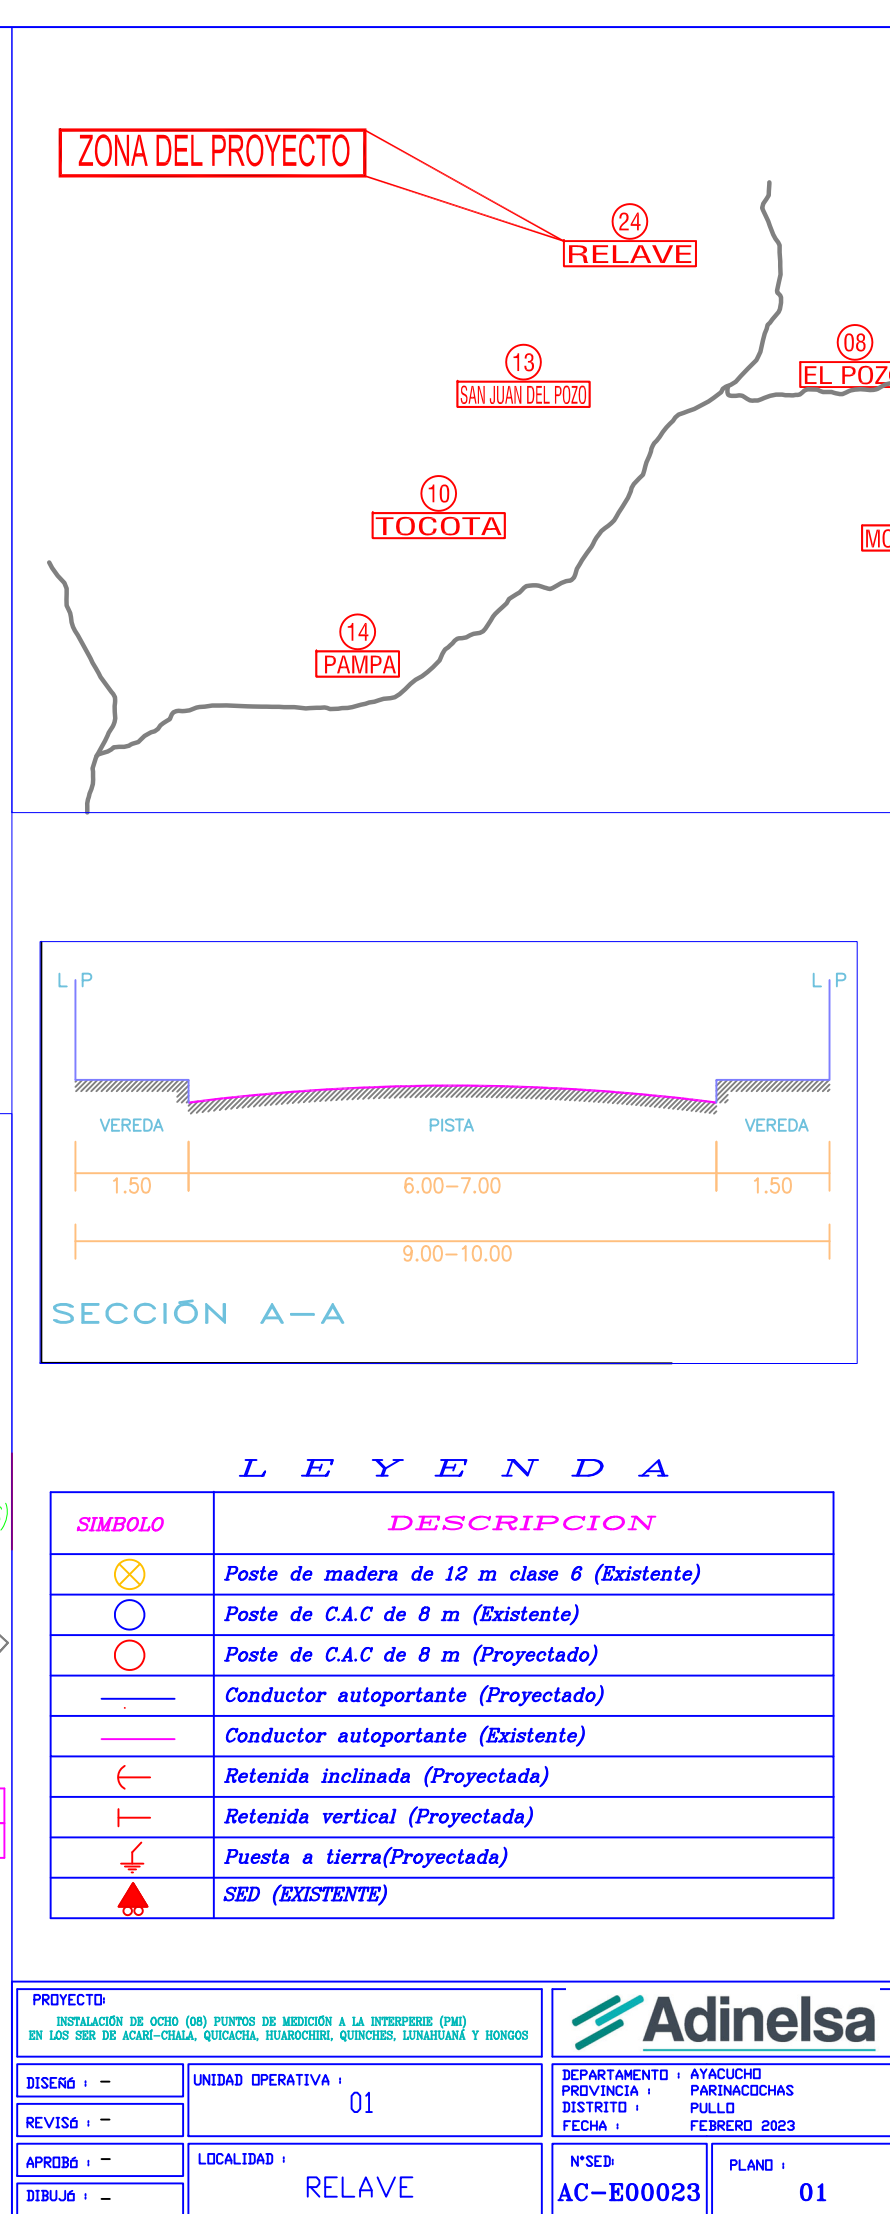 ZONA DEL PROYECTO
24
RELAVE
08
EL POZ
13
SAN JUAN DEL POZO
10
TOCOTA
MC
14
PAMPA
L P
L P
VEREDA PISTA VEREDA
1.50 6.00-7.00 1.50
9.00-10.00
SECCIÓN A-A
LEYENDA
SIMBOLO DESCRIPCION
Poste de madera de 12 m clase 6 (Existente)
Poste de C.A.C de 8 m (Existente)
Poste de C.A.C de 8 m (Proyectado)
Conductor autoportante (Proyectado)
Conductor autoportante (Existente)
Retenida inclinada (Proyectada)
Retenida vertical (Proyectada)
Puesta a tierra(Proyectada)
SED (EXISTENTE)
PROYECTO:
INSTALACIÓN DE OCHO (08) PUNTOS DE MEDICIÓN A LA INTERPERIE (PMI)
EN LOS SER DE ACARÍ-CHALA, QUICACHA, HUAROCHIRI, QUINCHES, LUNAHUANÁ Y HONGOS
Adinelsa
DISEÑó : -
REVISó : -
APROBó : -
DIBUJó : -
UNIDAD OPERATIVA :
01
LOCALIDAD :
RELAVE
DEPARTAMENTO : AYACUCHO
PROVINCIA : PARINACOCHAS
DISTRITO : PULLO
FECHA : FEBRERO 2023
N°SED:
AC-E00023
PLANO :
01